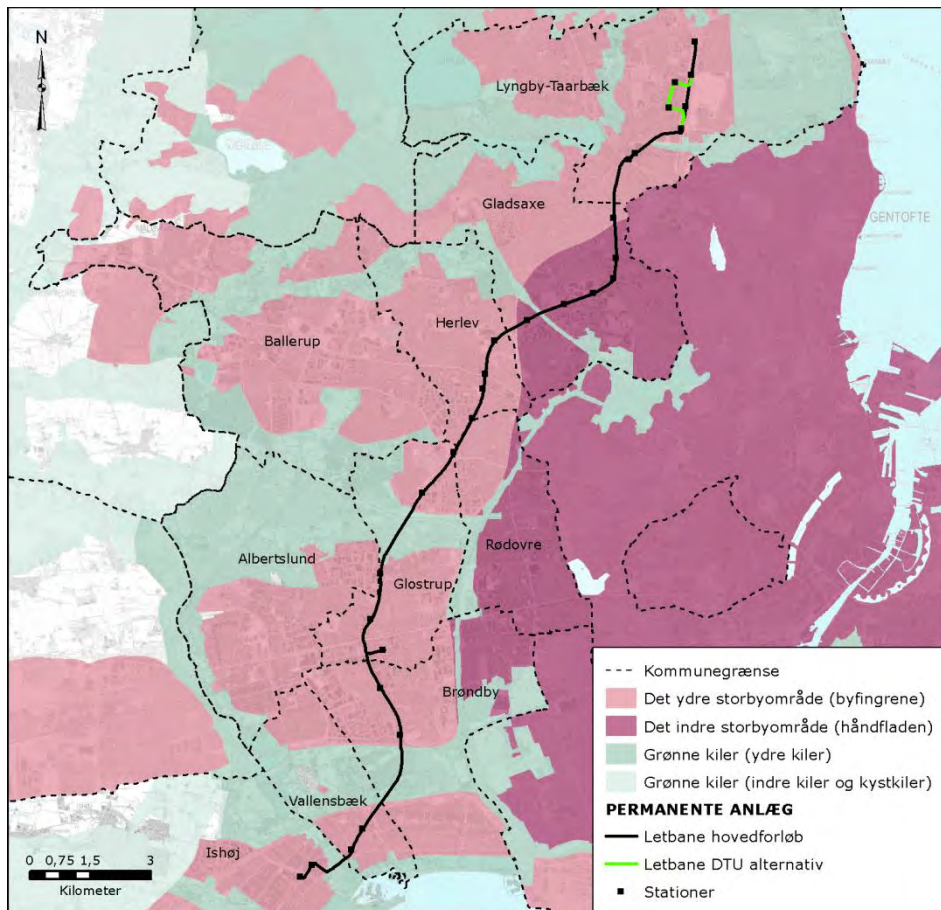 N
Lyngby-Taarbæk
Gladsaxe
GENTOFTE
Herlev
Ballerup
Rødovre
Albertslund
Glostrup
Brøndby
Vallensbæk
Ishøj
0 0,75 1,5 3
Kilometer
Kommunegrænse
Det ydre storbyområde (byfingrene)
Det indre storbyområde (håndfladen)
Grønne kiler (ydre kiler)
Grønne kiler (indre kiler og kystkiler)
PERMANENTE ANLÆG
Letbane hovedforløb
Letbane DTU alternativ
Stationer